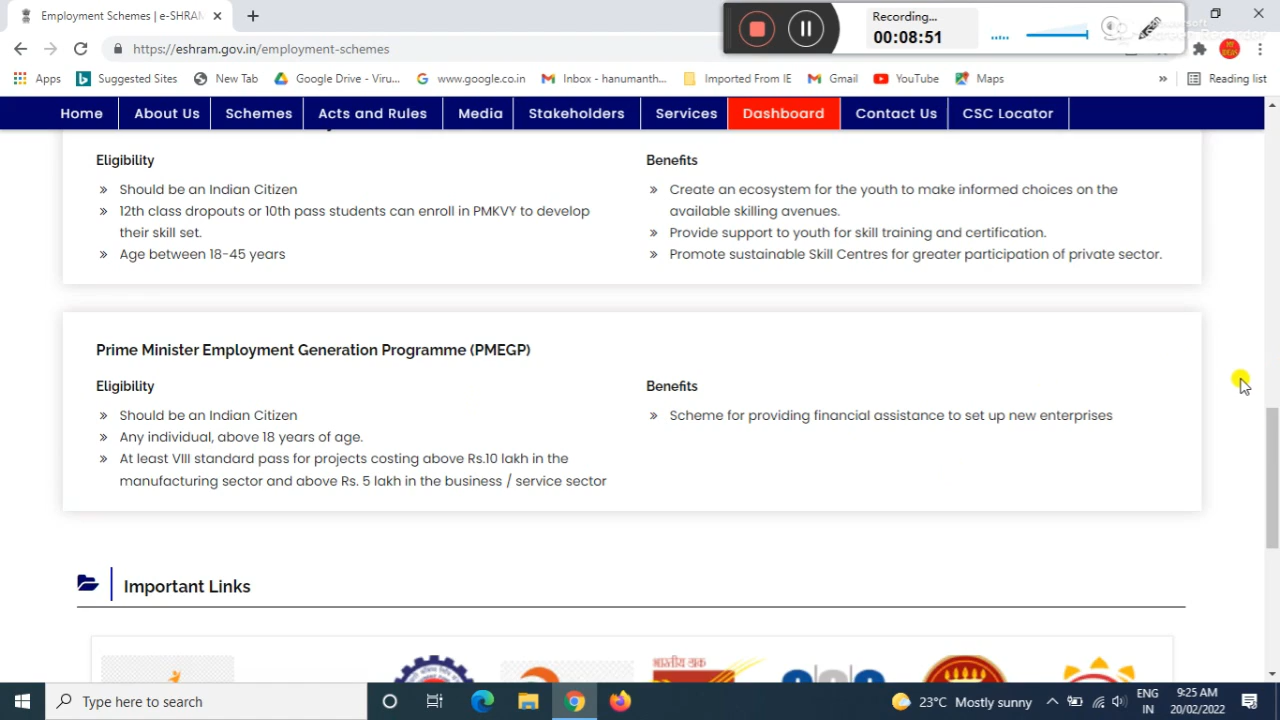 Employment Schemes | e-SHRAM
Recording...
00:08:51
https://eshram.gov.in/employment-schemes
Apps
Suggested Sites
New Tab
Google Drive - Viru...
www.google.co.in
Inbox - hanumanth...
Imported From IE
Gmail
YouTube
Maps
»
Reading list
Home
About Us
Schemes
Acts and Rules
Media
Stakeholders
Services
Dashboard
Contact Us
CSC Locator
Eligibility
» Should be an Indian Citizen
» 12th class dropouts or 10th pass students can enroll in PMKVY to develop
their skill set.
» Age between 18-45 years
Benefits
» Create an ecosystem for the youth to make informed choices on the
available skilling avenues.
» Provide support to youth for skill training and certification.
» Promote sustainable Skill Centres for greater participation of private sector.
Prime Minister Employment Generation Programme (PMEGP)
Eligibility
» Should be an Indian Citizen
» Any individual, above 18 years of age.
» At least VIII standard pass for projects costing above Rs.10 lakh in the
manufacturing sector and above Rs. 5 lakh in the business / service sector
Benefits
» Scheme for providing financial assistance to set up new enterprises
Important Links
भारतीय डाक
Type here to search
23°C Mostly sunny
ENG
IN
9:25 AM
20/02/2022